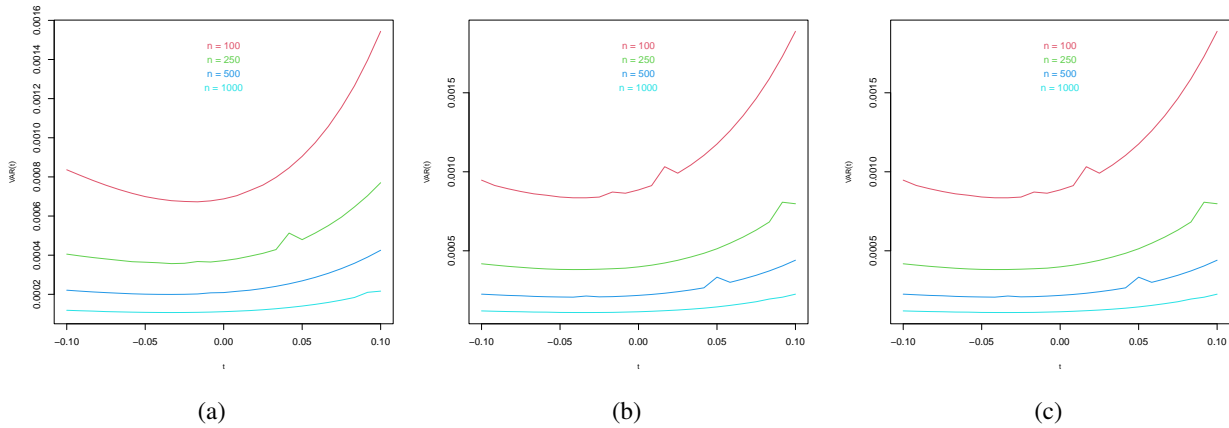 0.0016
0.0014
0.0012
0.0010
0.0008
0.0006
0.0004
0.0002
VAR(t)
n = 100
n = 250
n = 500
n = 1000
−0.10 −0.05 0.00 0.05 0.10
t
(a)
0.0015
0.0010
0.0005
VAR(t)
n = 100
n = 250
n = 500
n = 1000
−0.10 −0.05 0.00 0.05 0.10
t
(b)
0.0015
0.0010
0.0005
VAR(t)
n = 100
n = 250
n = 500
n = 1000
−0.10 −0.05 0.00 0.05 0.10
t
(c)